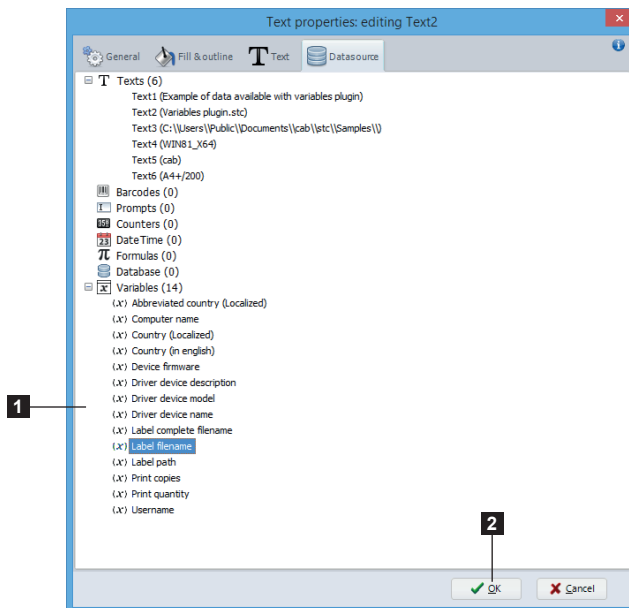 Text properties: editing Text2
General Fill & outline Text Datasource
Texts (6)
Text1 (Example of data available with variables plugin)
Text2 (Variables plugin.stc)
Text3 (C:\\Users\\Public\\Documents\\cab\\stc\\Samples\\)
Text4 (WIN81_X64)
Text5 (cab)
Text6 (A4+/200)
Barcodes (0)
Prompts (0)
Counters (0)
DateTime (0)
Formulas (0)
Database (0)
Variables (14)
(x) Abbreviated country (Localized)
(x) Computer name
(x) Country (Localized)
(x) Country (in english)
(x) Device firmware
(x) Driver device description
(x) Driver device model
1
(x) Driver device name
(x) Label complete filename
(x) Label filename
(x) Label path
(x) Print copies
(x) Print quantity
(x) Username
2
OK Cancel